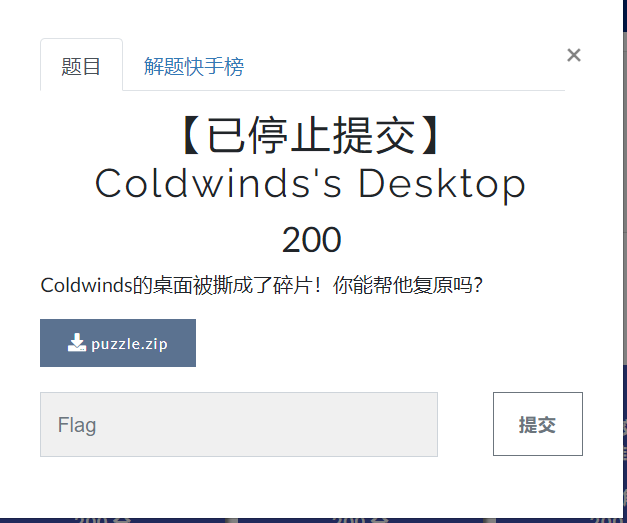 题目 解题快手榜 ×
【已停止提交】
Coldwinds's Desktop
200
Coldwinds的桌面被撕成了碎片！你能帮他复原吗？
puzzle.zip
Flag 提交